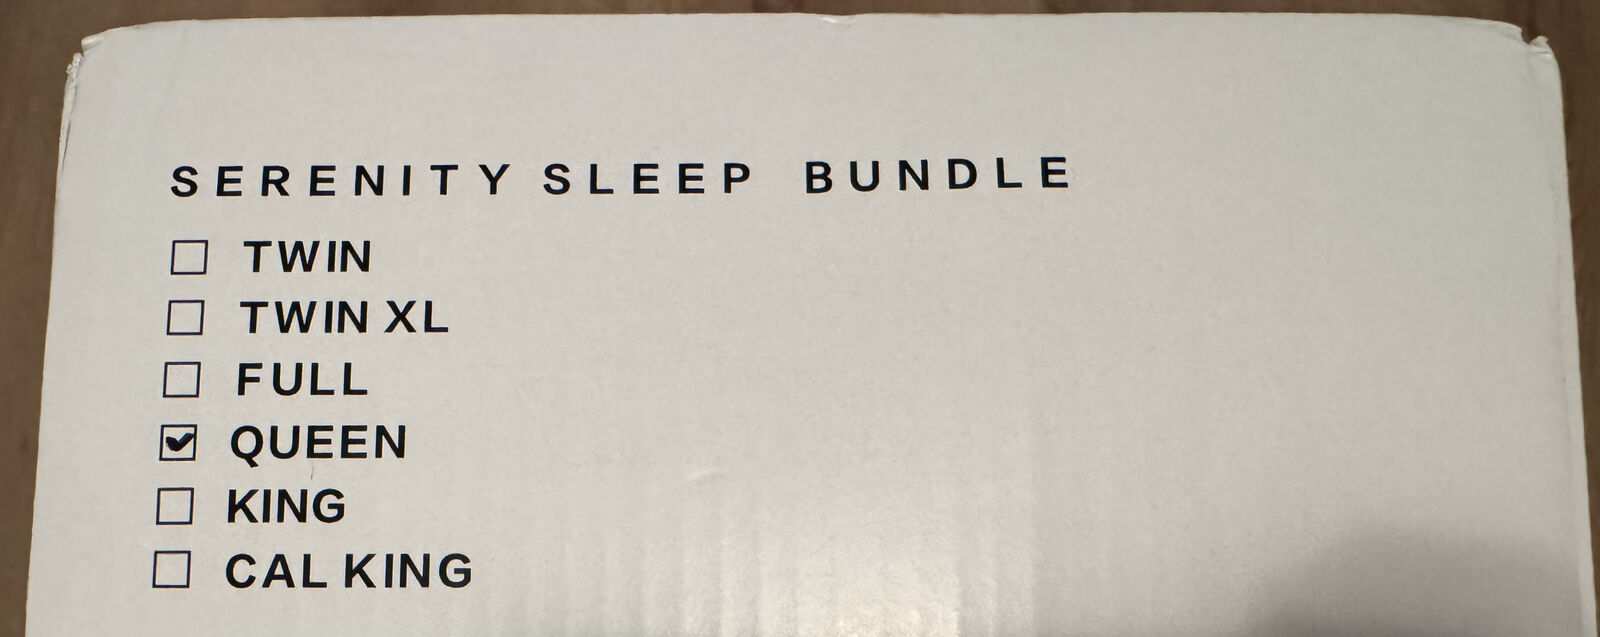 SERENITY SLEEP BUNDLE
☐ TWIN
☐ TWIN XL
☐ FULL
☑ QUEEN
☐ KING
☐ CAL KING